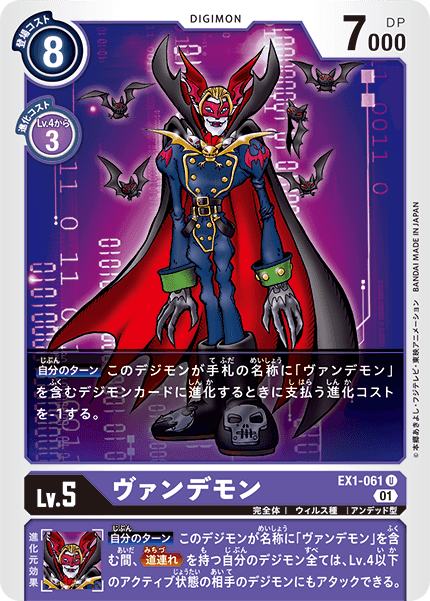 DIGIMON
登場コスト
8
DP
7000
進化コスト
Lv.4から
3
BANDAI MADE IN JAPAN
©本郷あきよし・フジテレビ・東映アニメーション
自分のターン このデジモンが手札の名称に「ヴァンデモン」
を含むデジモンカードに進化するときに支払う進化コスト
を-1する。
EX1-061 U
01
Lv.5
ヴァンデモン
完全体 | ウィルス種 | アンデッド型
進化元効果
自分のターン このデジモンが名称に「ヴァンデモン」を含
む間、道連れを持つ自分のデジモン全ては、Lv.4以下
のアクティブ状態の相手のデジモンにもアタックできる。